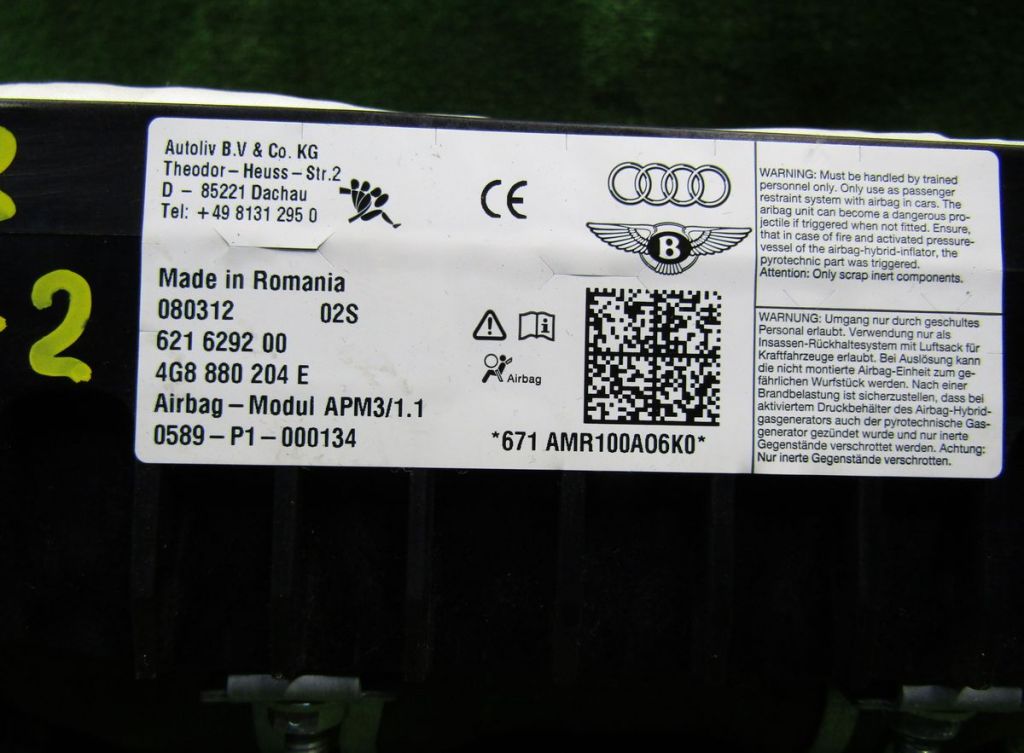 Autoliv B.V & Co. KG
Theodor-Heuss-Str.2
D - 85221 Dachau
Tel: +49 8131 295 0
CE
B
Made in Romania
080312 02S
621 6292 00
4G8 880 204 E
Airbag-Modul APM3/1.1
0589-P1-000134
Airbag
*671 AMR100AO6K0*
WARNING: Must be handled by trained
personnel only. Only use as passenger
restraint system with airbag in cars. The
aribag unit can become a dangerous pro-
jectile if triggered when not fitted. Ensure,
that in case of fire and activated pressure-
vessel of the airbag-hybrid-inflator, the
pyrotechnic part was triggered.
Attention: Only scrap inert components.
WARNUNG: Umgang nur durch geschultes
Personal erlaubt. Verwendung nur als
Insassen-Rückhaltesystem mit Luftsack für
Kraftfahrzeuge erlaubt. Bei Auslösung kann
die nicht montierte Airbag-Einheit zum ge-
fährlichen Wurfstück werden. Nach einer
Brandbelastung ist sicherzustellen, dass bei
aktiviertem Druckbehälter des Airbag-Hybrid-
gasgenerators auch der pyrotechnische Gas-
generator gezündet wurde und nur inerte
Gegenstände verschrottet werden. Achtung:
Nur inerte Gegenstände verschrotten.
2